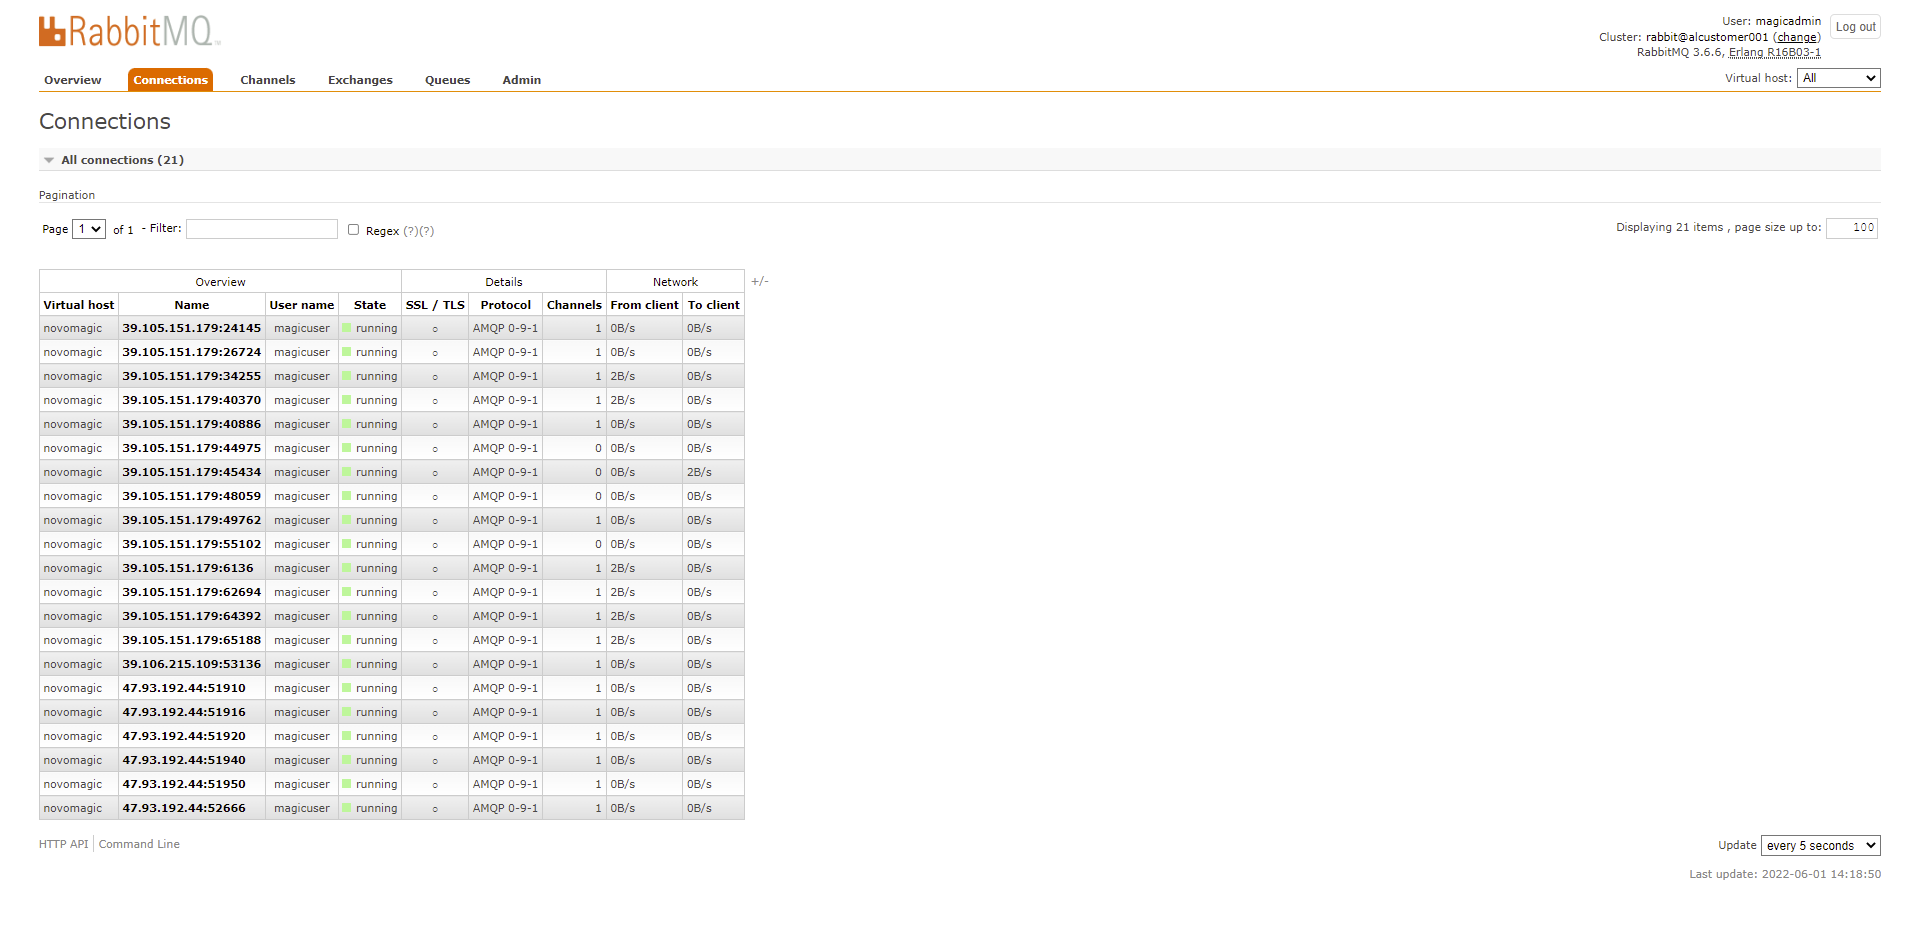 RabbitMQ
User: magicadmin
Log out
Cluster: rabbit@alcustomer001 (change)
RabbitMQ 3.6.6, Erlang R16B03-1
Overview Connections Channels Exchanges Queues Admin
Virtual host: All
Connections
All connections (21)
Pagination
Page 1 of 1 - Filter: Regex (?)(?)
Displaying 21 items , page size up to: 100
Overview Details Network +/-
Virtual host Name User name State SSL / TLS Protocol Channels From client To client
novomagic 39.105.151.179:24145 magicuser running ○ AMQP 0-9-1 1 0B/s 0B/s
novomagic 39.105.151.179:26724 magicuser running ○ AMQP 0-9-1 1 0B/s 0B/s
novomagic 39.105.151.179:34255 magicuser running ○ AMQP 0-9-1 1 2B/s 0B/s
novomagic 39.105.151.179:40370 magicuser running ○ AMQP 0-9-1 1 2B/s 0B/s
novomagic 39.105.151.179:40886 magicuser running ○ AMQP 0-9-1 1 0B/s 0B/s
novomagic 39.105.151.179:44975 magicuser running ○ AMQP 0-9-1 0 0B/s 0B/s
novomagic 39.105.151.179:45434 magicuser running ○ AMQP 0-9-1 0 0B/s 2B/s
novomagic 39.105.151.179:48059 magicuser running ○ AMQP 0-9-1 0 0B/s 0B/s
novomagic 39.105.151.179:49762 magicuser running ○ AMQP 0-9-1 1 0B/s 0B/s
novomagic 39.105.151.179:55102 magicuser running ○ AMQP 0-9-1 0 0B/s 0B/s
novomagic 39.105.151.179:6136 magicuser running ○ AMQP 0-9-1 1 2B/s 0B/s
novomagic 39.105.151.179:62694 magicuser running ○ AMQP 0-9-1 1 2B/s 0B/s
novomagic 39.105.151.179:64392 magicuser running ○ AMQP 0-9-1 1 2B/s 0B/s
novomagic 39.105.151.179:65188 magicuser running ○ AMQP 0-9-1 1 2B/s 0B/s
novomagic 39.106.215.109:53136 magicuser running ○ AMQP 0-9-1 1 0B/s 0B/s
novomagic 47.93.192.44:51910 magicuser running ○ AMQP 0-9-1 1 0B/s 0B/s
novomagic 47.93.192.44:51916 magicuser running ○ AMQP 0-9-1 1 0B/s 0B/s
novomagic 47.93.192.44:51920 magicuser running ○ AMQP 0-9-1 1 0B/s 0B/s
novomagic 47.93.192.44:51940 magicuser running ○ AMQP 0-9-1 1 0B/s 0B/s
novomagic 47.93.192.44:51950 magicuser running ○ AMQP 0-9-1 1 0B/s 0B/s
novomagic 47.93.192.44:52666 magicuser running ○ AMQP 0-9-1 1 0B/s 0B/s
HTTP API Command Line
Update every 5 seconds
Last update: 2022-06-01 14:18:50